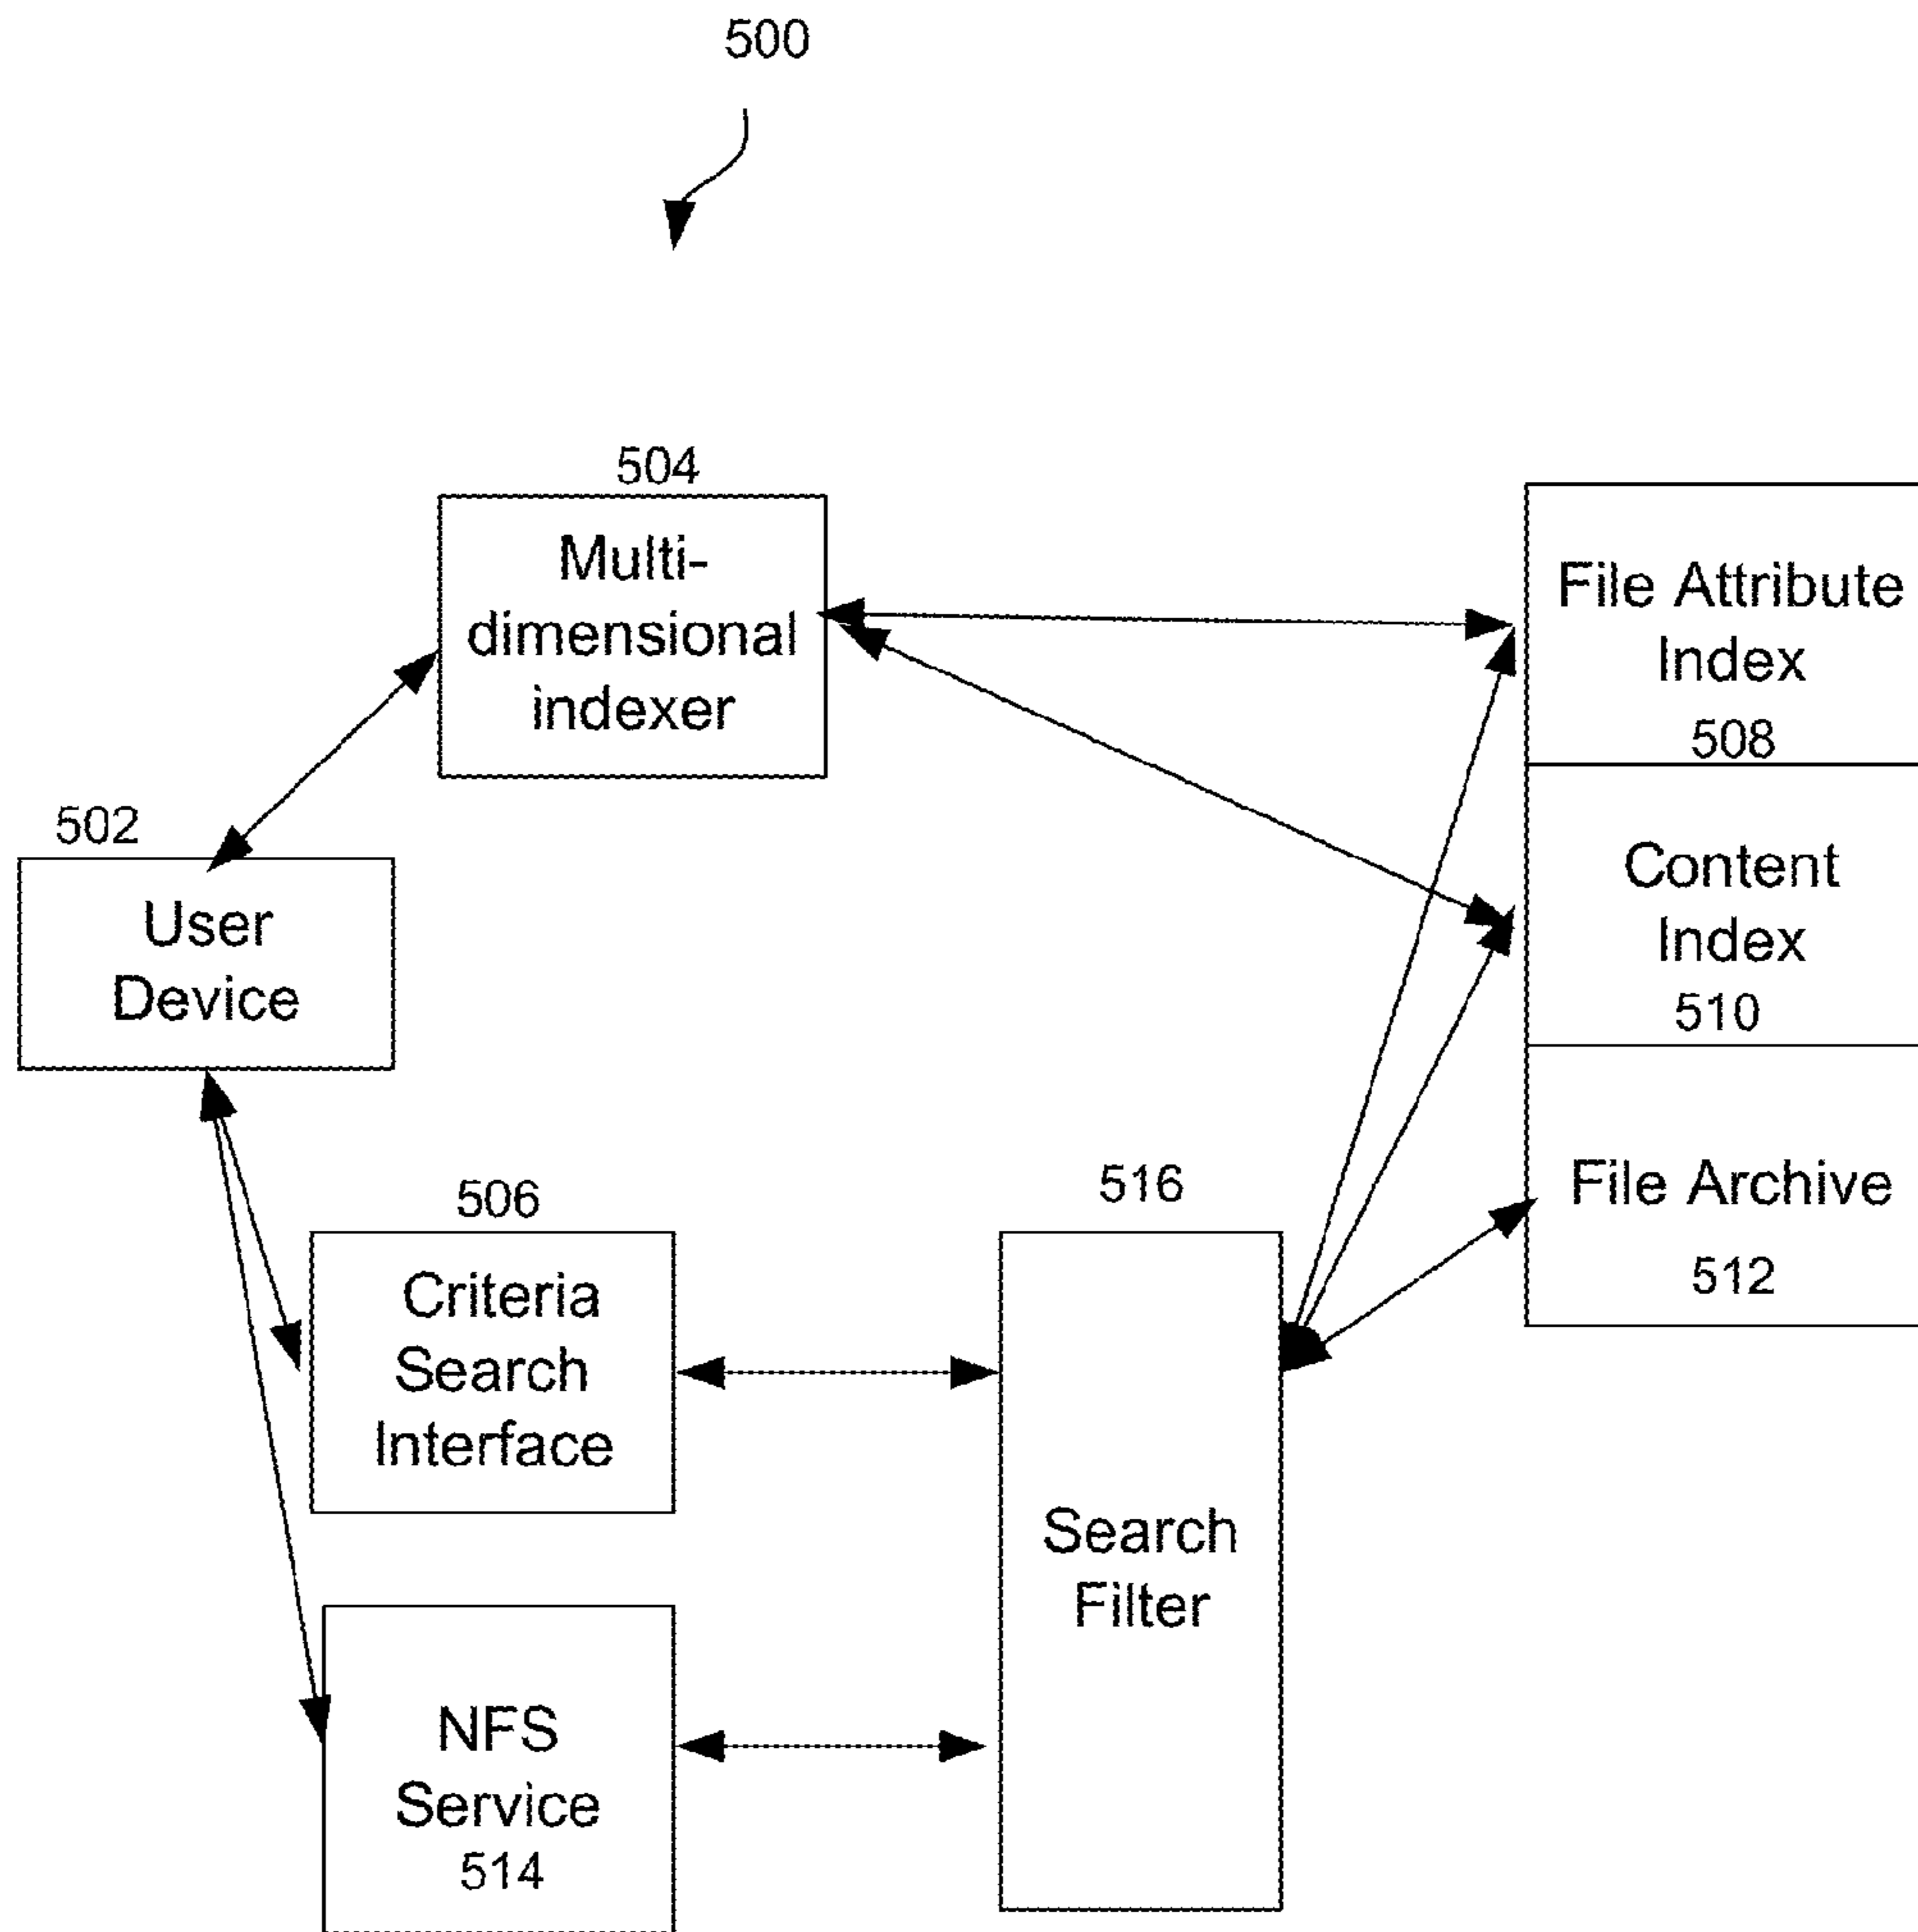 500
504
Multi-
dimensional
indexer
File Attribute
Index
508
502
User
Device
Content
Index
510
506
Criteria
Search
Interface
516
Search
Filter
File Archive
512
NFS
Service
514